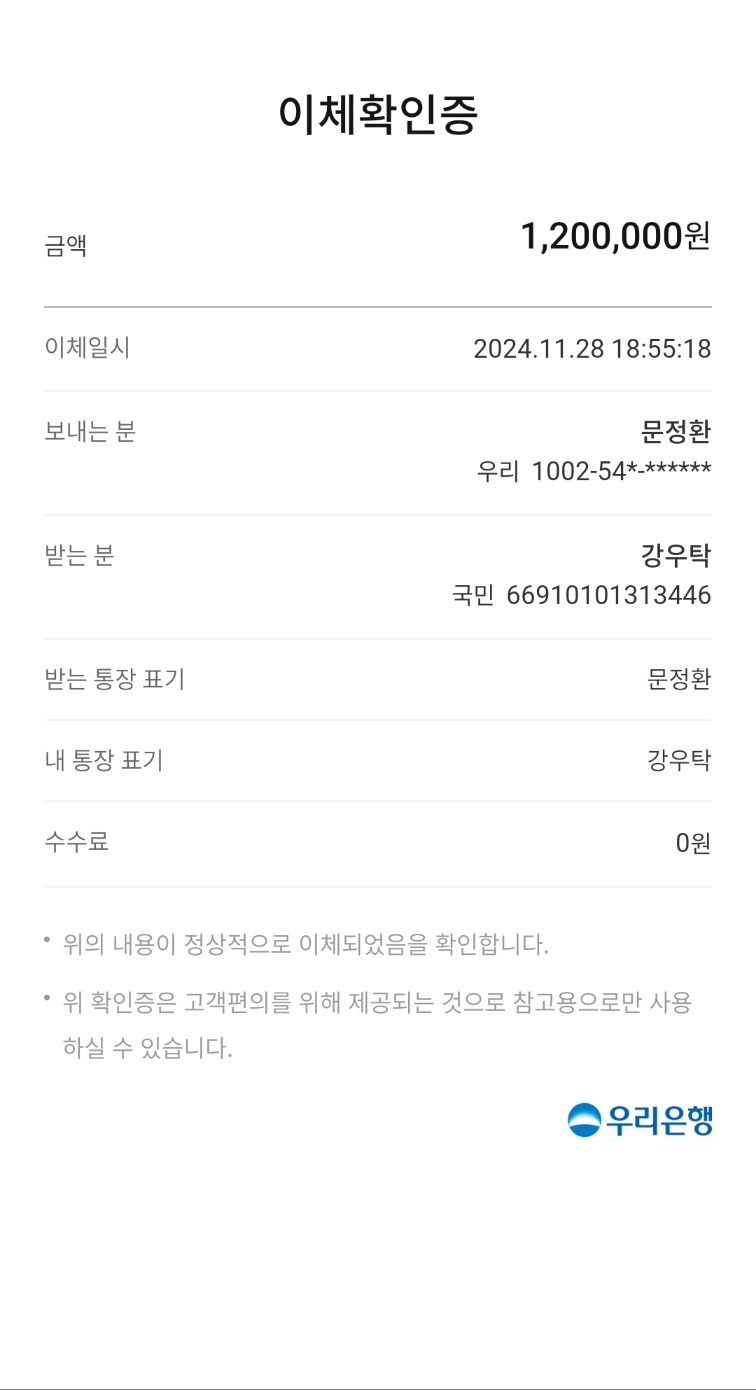 이체확인증
금액 1,200,000원
이체일시 2024.11.28 18:55:18
보내는 분 문정환
우리 1002-54*-******
받는 분 강우탁
국민 66910101313446
받는 통장 표기 문정환
내 통장 표기 강우탁
수수료 0원
• 위의 내용이 정상적으로 이체되었음을 확인합니다.
• 위 확인증은 고객편의를 위해 제공되는 것으로 참고용으로만 사용
하실 수 있습니다.
우리은행